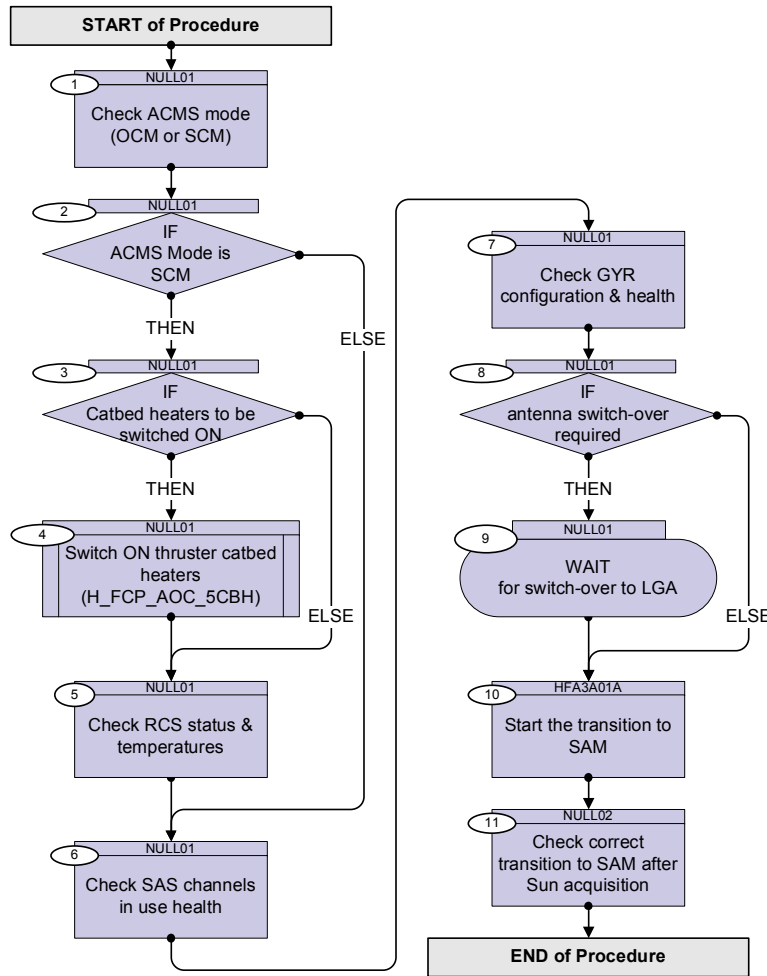 START of Procedure
NULL01
1
Check ACMS mode
(OCM or SCM)
NULL01
2
IF
ACMS Mode is
SCM
THEN
ELSE
NULL01
3
IF
Catbed heaters to be
switched ON
THEN
NULL01
4
Switch ON thruster catbed
heaters
(H_FCP_AOC_5CBH)
ELSE
NULL01
5
Check RCS status &
temperatures
NULL01
6
Check SAS channels
in use health
NULL01
7
Check GYR
configuration & health
NULL01
8
IF
antenna switch-over
required
THEN
NULL01
9
WAIT
for switch-over to LGA
ELSE
HFA3A01A
10
Start the transition to
SAM
NULL02
11
Check correct
transition to SAM after
Sun acquisition
END of Procedure